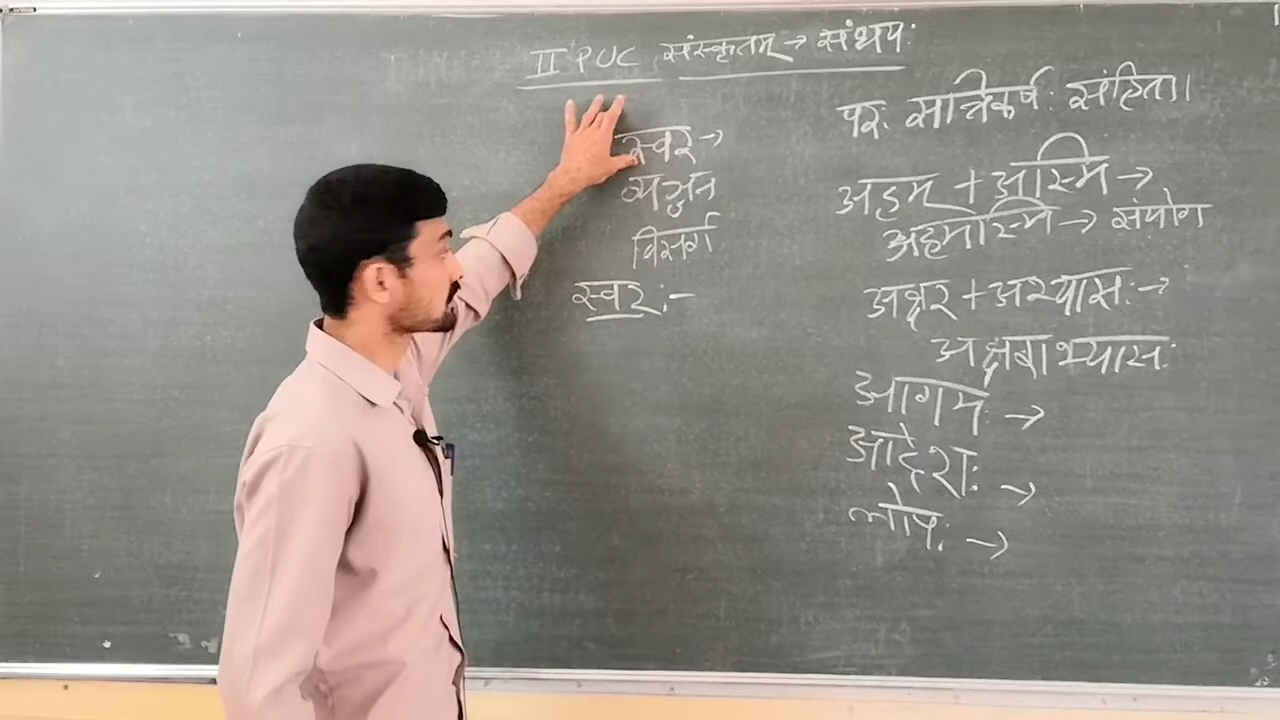 II PUC संस्कृतम् → संधयः
स्वर →
व्यञ्जन
विसर्ग
स्वर :-
परः सन्निकर्षः संहिता।
अहम् + अस्मि →
अहमस्मि → संयोग
अक्षर + अभ्यासः →
अक्षराभ्यासः
आगमः →
आदेशः →
लोपः →